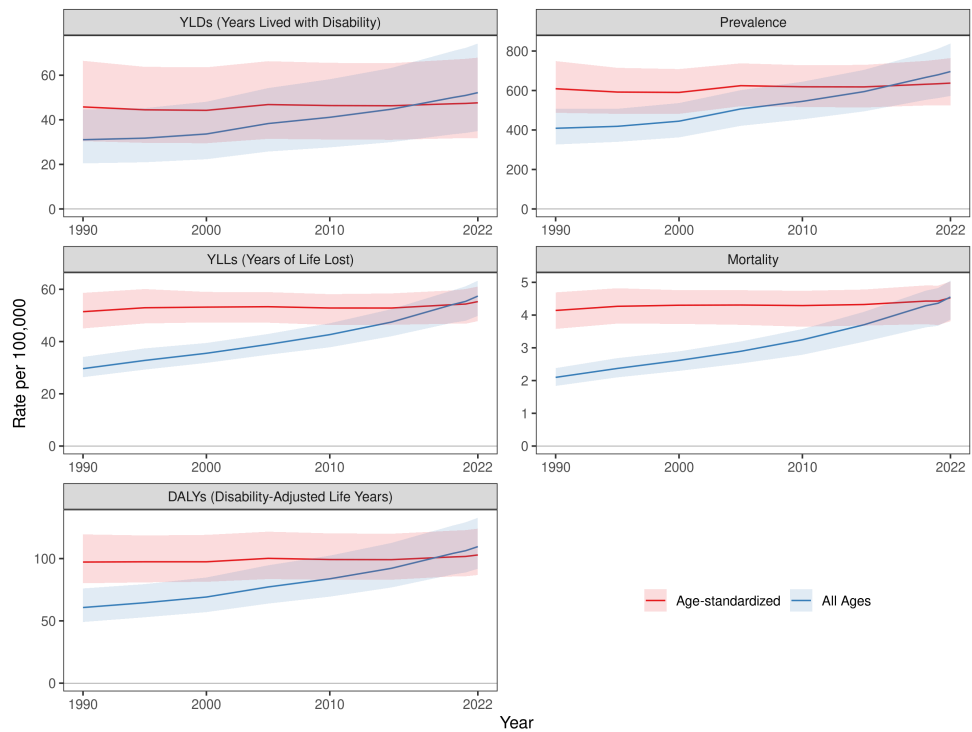 YLDs (Years Lived with Disability)
60
40
20
0
1990 2000 2010 2022
Prevalence
800
600
400
200
0
1990 2000 2010 2022
YLLs (Years of Life Lost)
60
40
20
0
1990 2000 2010 2022
Mortality
5
4
3
2
1
0
1990 2000 2010 2022
DALYs (Disability-Adjusted Life Years)
100
50
0
1990 2000 2010 2022
Rate per 100,000
Year
Age-standardized All Ages